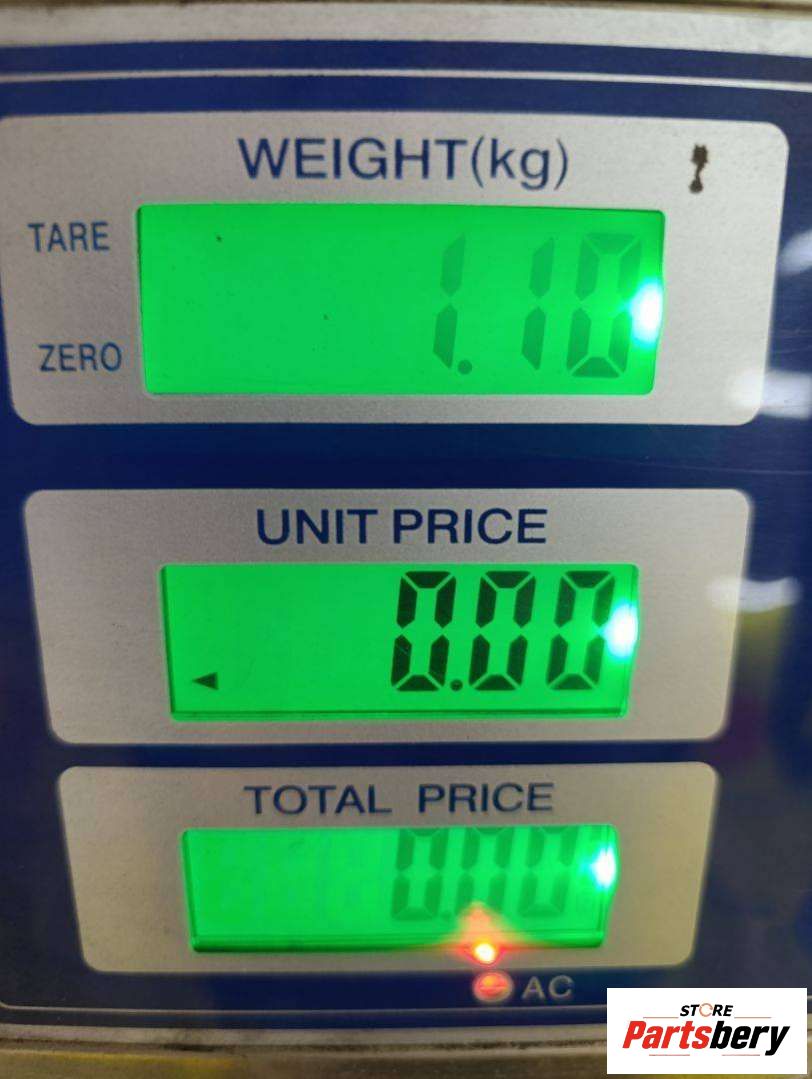 WEIGHT(kg)
TARE
1.10
ZERO
UNIT PRICE
0.00
TOTAL PRICE
0.00
AC
STORE
Partsbery